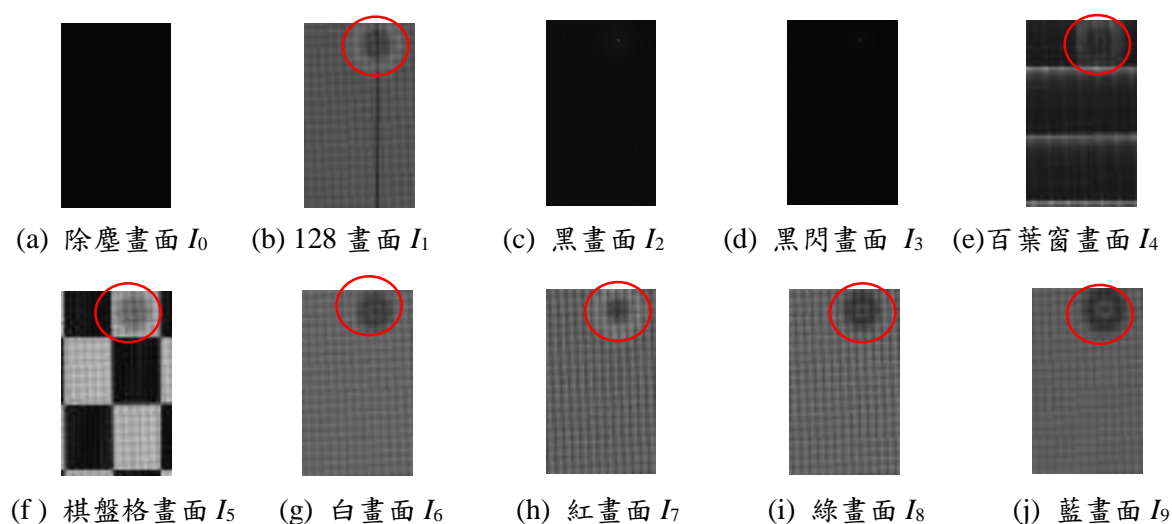 (a) 除塵畫面 I₀ (b) 128 畫面 I₁ (c) 黑畫面 I₂ (d) 黑閃畫面 I₃ (e)百葉窗畫面 I₄
(f ) 棋盤格畫面 I₅ (g) 白畫面 I₆ (h) 紅畫面 I₇ (i) 綠畫面 I₈ (j) 藍畫面 I₉